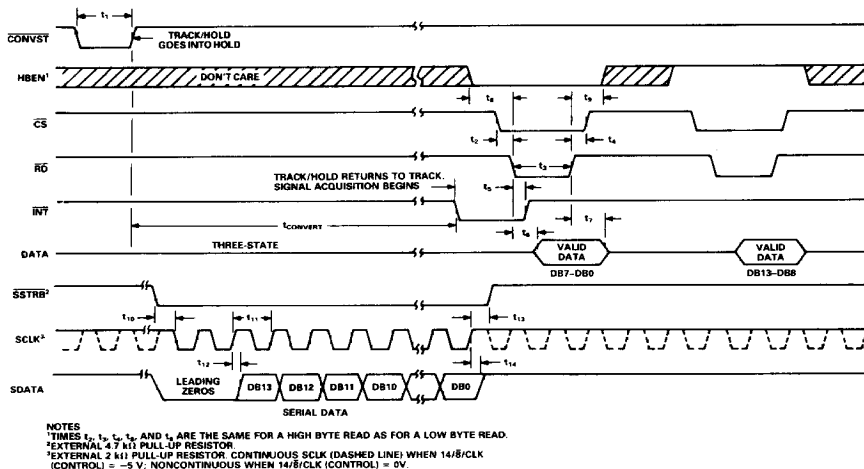 t₁
CONVST
TRACK/HOLD
GOES INTO HOLD
HBEN¹
DON'T CARE
t₈
t₉
CS
t₂
t₄
RD
t₃
TRACK/HOLD RETURNS TO TRACK.
SIGNAL ACQUISITION BEGINS
t₅
INT
tCONVERT
t₆
t₇
DATA
THREE-STATE
VALID
DATA
VALID
DATA
DB7–DB0
DB13–DB8
SSTRB²
t₁₀
t₁₁
t₁₃
SCLK³
t₁₂
t₁₄
SDATA
LEADING
ZEROS
DB13
DB12
DB11
DB10
DB0
SERIAL DATA
NOTES
¹TIMES t₂, t₃, t₄, t₈, AND t₉ ARE THE SAME FOR A HIGH BYTE READ AS FOR A LOW BYTE READ.
²EXTERNAL 4.7 kΩ PULL-UP RESISTOR.
³EXTERNAL 2 kΩ PULL-UP RESISTOR. CONTINUOUS SCLK (DASHED LINE) WHEN 14/8/CLK
(CONTROL) = –5 V; NONCONTINUOUS WHEN 14/8/CLK (CONTROL) = 0V.